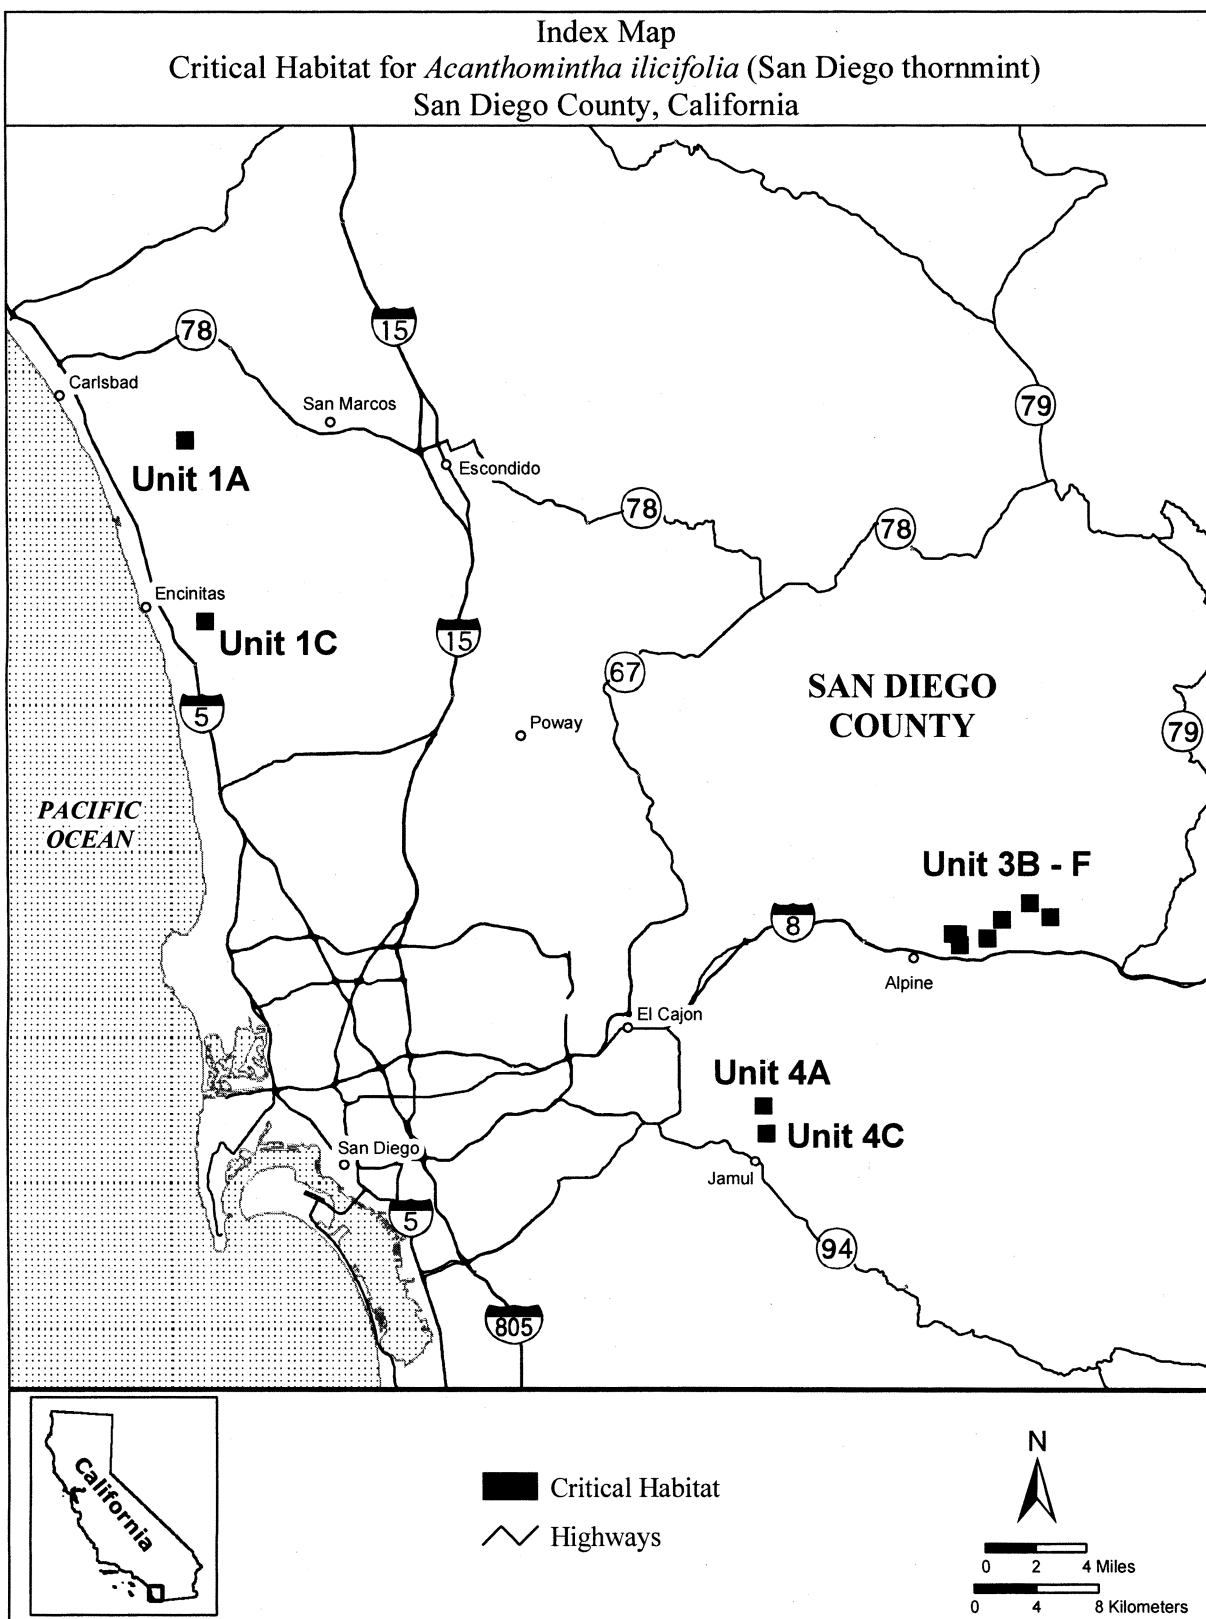 Index Map
Critical Habitat for Acanthomintha ilicifolia (San Diego thornmint)
San Diego County, California
78
15
Carlsbad
San Marcos
79
Unit 1A
Escondido
78
78
Encinitas
Unit 1C
15
67
SAN DIEGO
COUNTY
5
Poway
79
PACIFIC
OCEAN
Unit 3B - F
8
Alpine
El Cajon
Unit 4A
Unit 4C
San Diego
Jamul
5
94
805
California
Critical Habitat
Highways
N
0 2 4 Miles
0 4 8 Kilometers